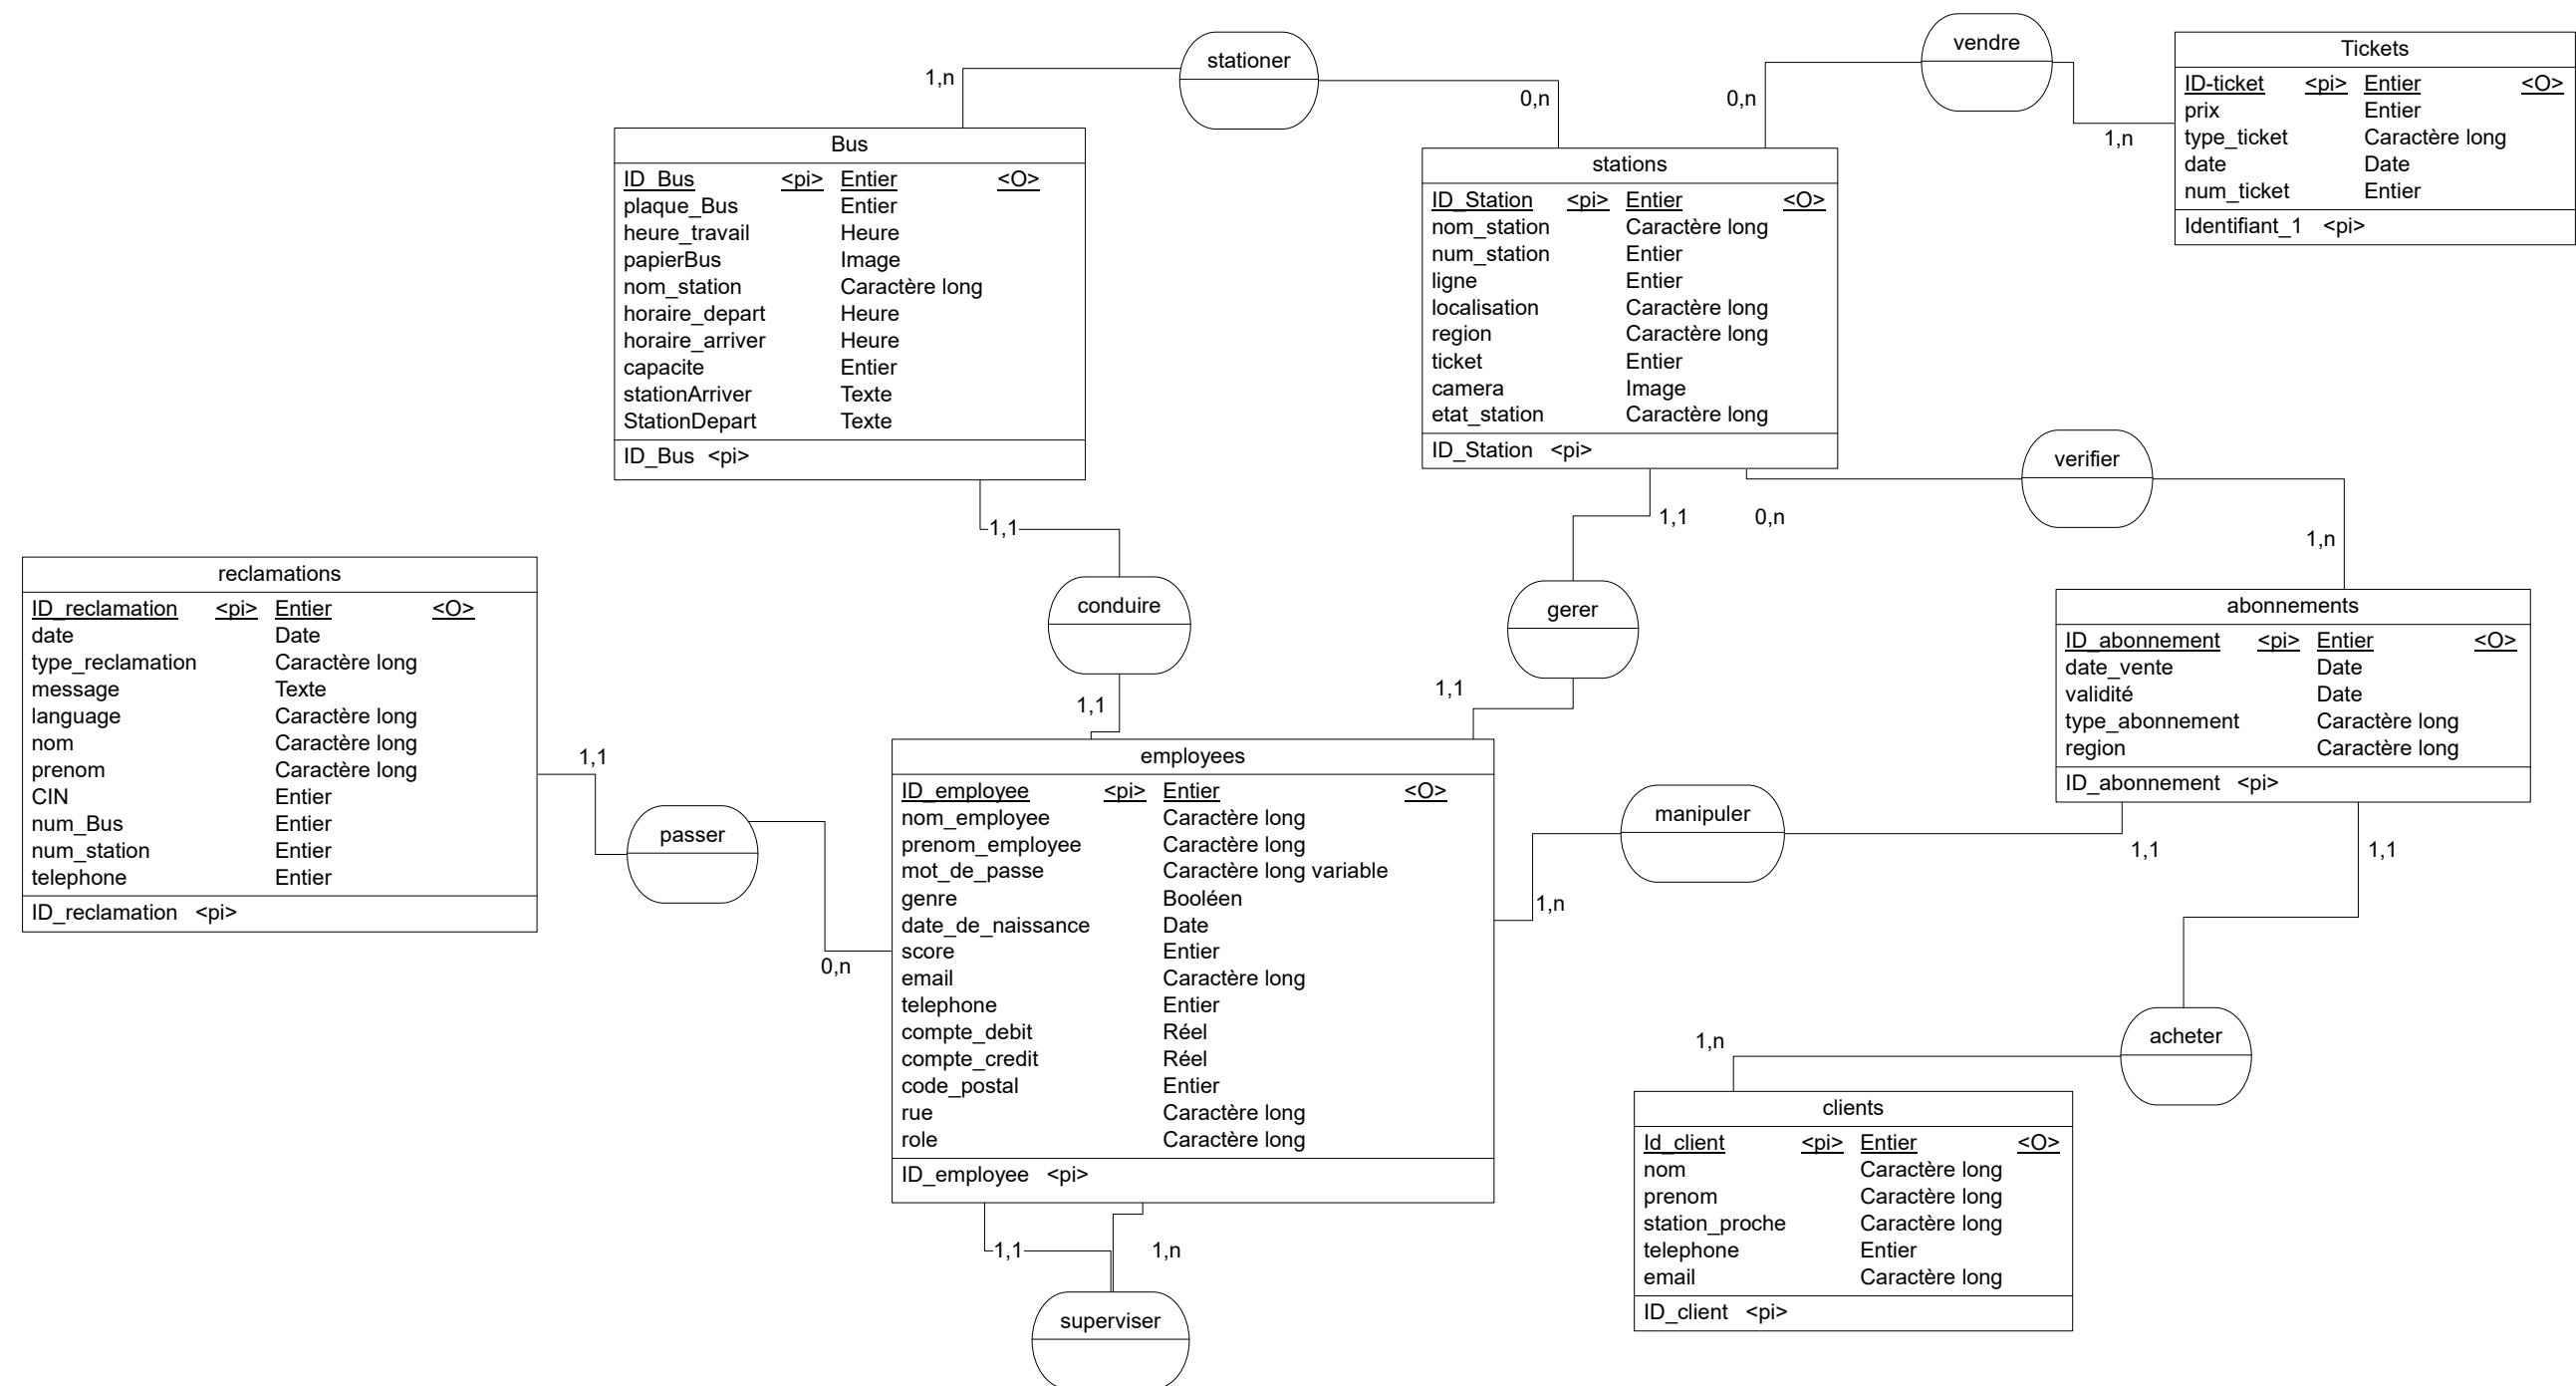 stationer
1,n
0,n
vendre
0,n
1,n
Tickets
ID-ticket <pi> Entier <O>
prix Entier
type_ticket Caractère long
date Date
num_ticket Entier
Identifiant_1 <pi>
Bus
ID_Bus <pi> Entier <O>
plaque_Bus Entier
heure_travail Heure
papierBus Image
nom_station Caractère long
horaire_depart Heure
horaire_arriver Heure
capacite Entier
stationArriver Texte
StationDepart Texte
ID_Bus <pi>
stations
ID_Station <pi> Entier <O>
nom_station Caractère long
num_station Entier
ligne Entier
localisation Caractère long
region Caractère long
ticket Entier
camera Image
etat_station Caractère long
ID_Station <pi>
verifier
0,n
1,n
1,1
conduire
1,1
1,1
gerer
1,1
reclamations
ID_reclamation <pi> Entier <O>
date Date
type_reclamation Caractère long
message Texte
language Caractère long
nom Caractère long
prenom Caractère long
CIN Entier
num_Bus Entier
num_station Entier
telephone Entier
ID_reclamation <pi>
1,1
passer
0,n
abonnements
ID_abonnement <pi> Entier <O>
date_vente Date
validité Date
type_abonnement Caractère long
region Caractère long
ID_abonnement <pi>
employees
ID_employee <pi> Entier <O>
nom_employee Caractère long
prenom_employee Caractère long
mot_de_passe Caractère long variable
genre Booléen
date_de_naissance Date
score Entier
email Caractère long
telephone Entier
compte_debit Réel
compte_credit Réel
code_postal Entier
rue Caractère long
role Caractère long
ID_employee <pi>
manipuler
1,n
1,1
1,1
acheter
1,n
clients
Id_client <pi> Entier <O>
nom Caractère long
prenom Caractère long
station_proche Caractère long
telephone Entier
email Caractère long
ID_client <pi>
1,1
1,n
superviser